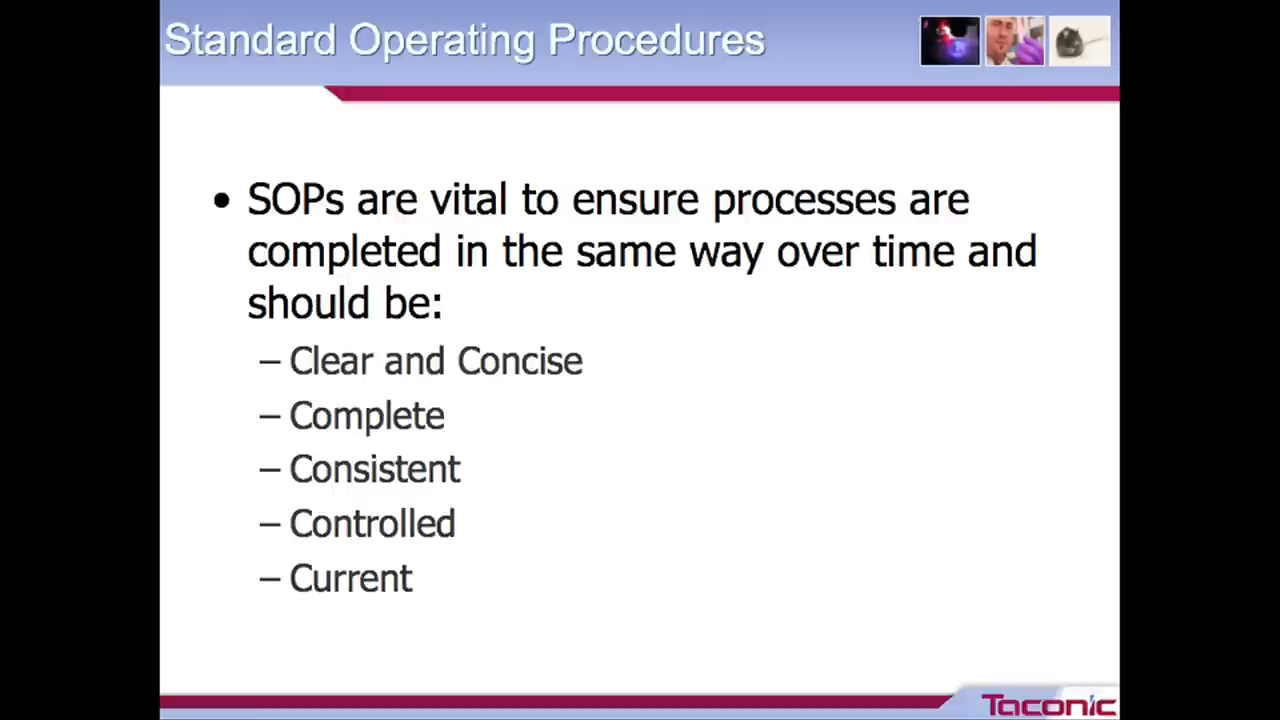 Standard Operating Procedures
• SOPs are vital to ensure processes are
completed in the same way over time and
should be:
– Clear and Concise
– Complete
– Consistent
– Controlled
– Current
Taconic